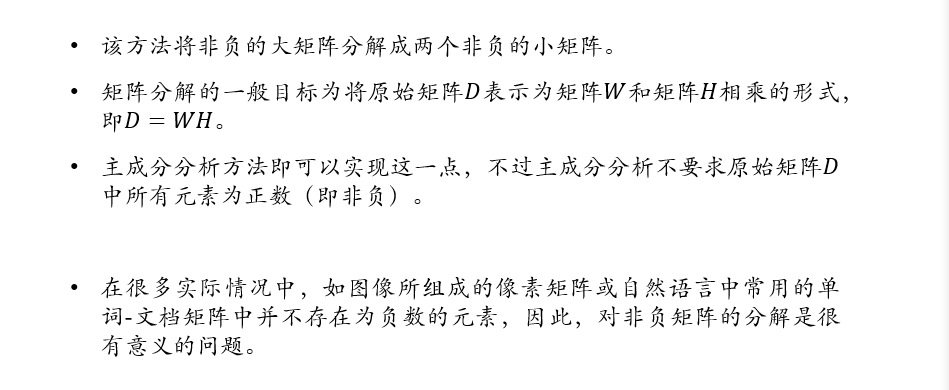 • 该方法将非负的大矩阵分解成两个非负的小矩阵。
• 矩阵分解的一般目标为将原始矩阵D表示为矩阵W和矩阵H相乘的形式，
即D = WH。
• 主成分分析方法即可以实现这一点，不过主成分分析不要求原始矩阵D
中所有元素为正数（即非负）。
• 在很多实际情况中，如图像所组成的像素矩阵或自然语言中常用的单
词-文档矩阵中并不存在为负数的元素，因此，对非负矩阵的分解是很
有意义的问题。